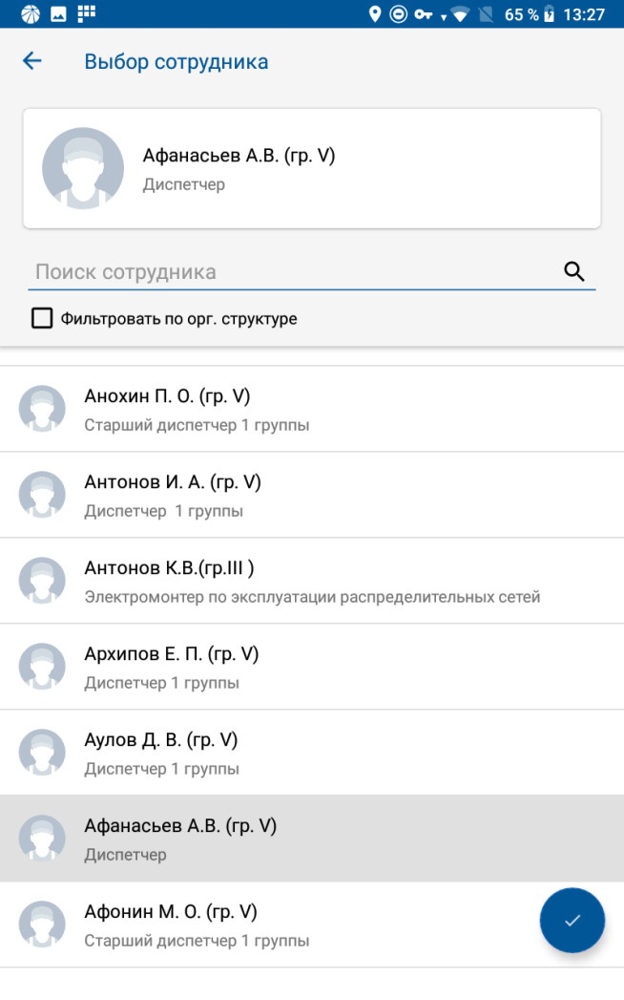 65 % 13:27
Выбор сотрудника
Афанасьев А.В. (гр. V)
Диспетчер
Поиск сотрудника
Фильтровать по орг. структуре
Анохин П. О. (гр. V)
Старший диспетчер 1 группы
Антонов И. А. (гр. V)
Диспетчер  1 группы
Антонов К.В.(гр.III )
Электромонтер по эксплуатации распределительных сетей
Архипов Е. П. (гр. V)
Диспетчер 1 группы
Аулов Д. В. (гр. V)
Диспетчер 1 группы
Афанасьев А.В. (гр. V)
Диспетчер
Афонин М. О. (гр. V)
Старший диспетчер 1 группы